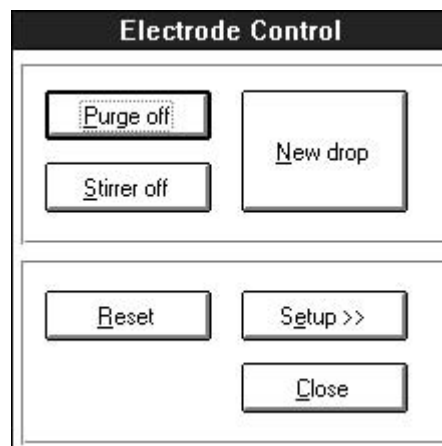 Electrode Control
Purge off
New drop
Stirrer off
Reset
Setup >>
Close